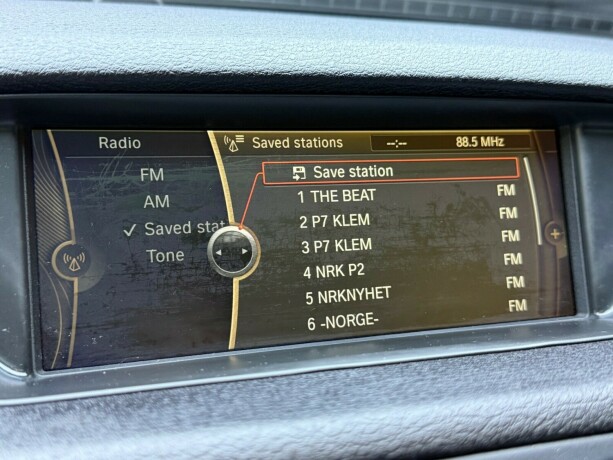 Radio
FM
AM
Saved stat
Tone
Saved stations
--:--
88.5 MHz
Save station
1 THE BEAT FM
2 P7 KLEM FM
3 P7 KLEM FM
4 NRK P2 FM
5 NRKNYHET FM
6 -NORGE- FM